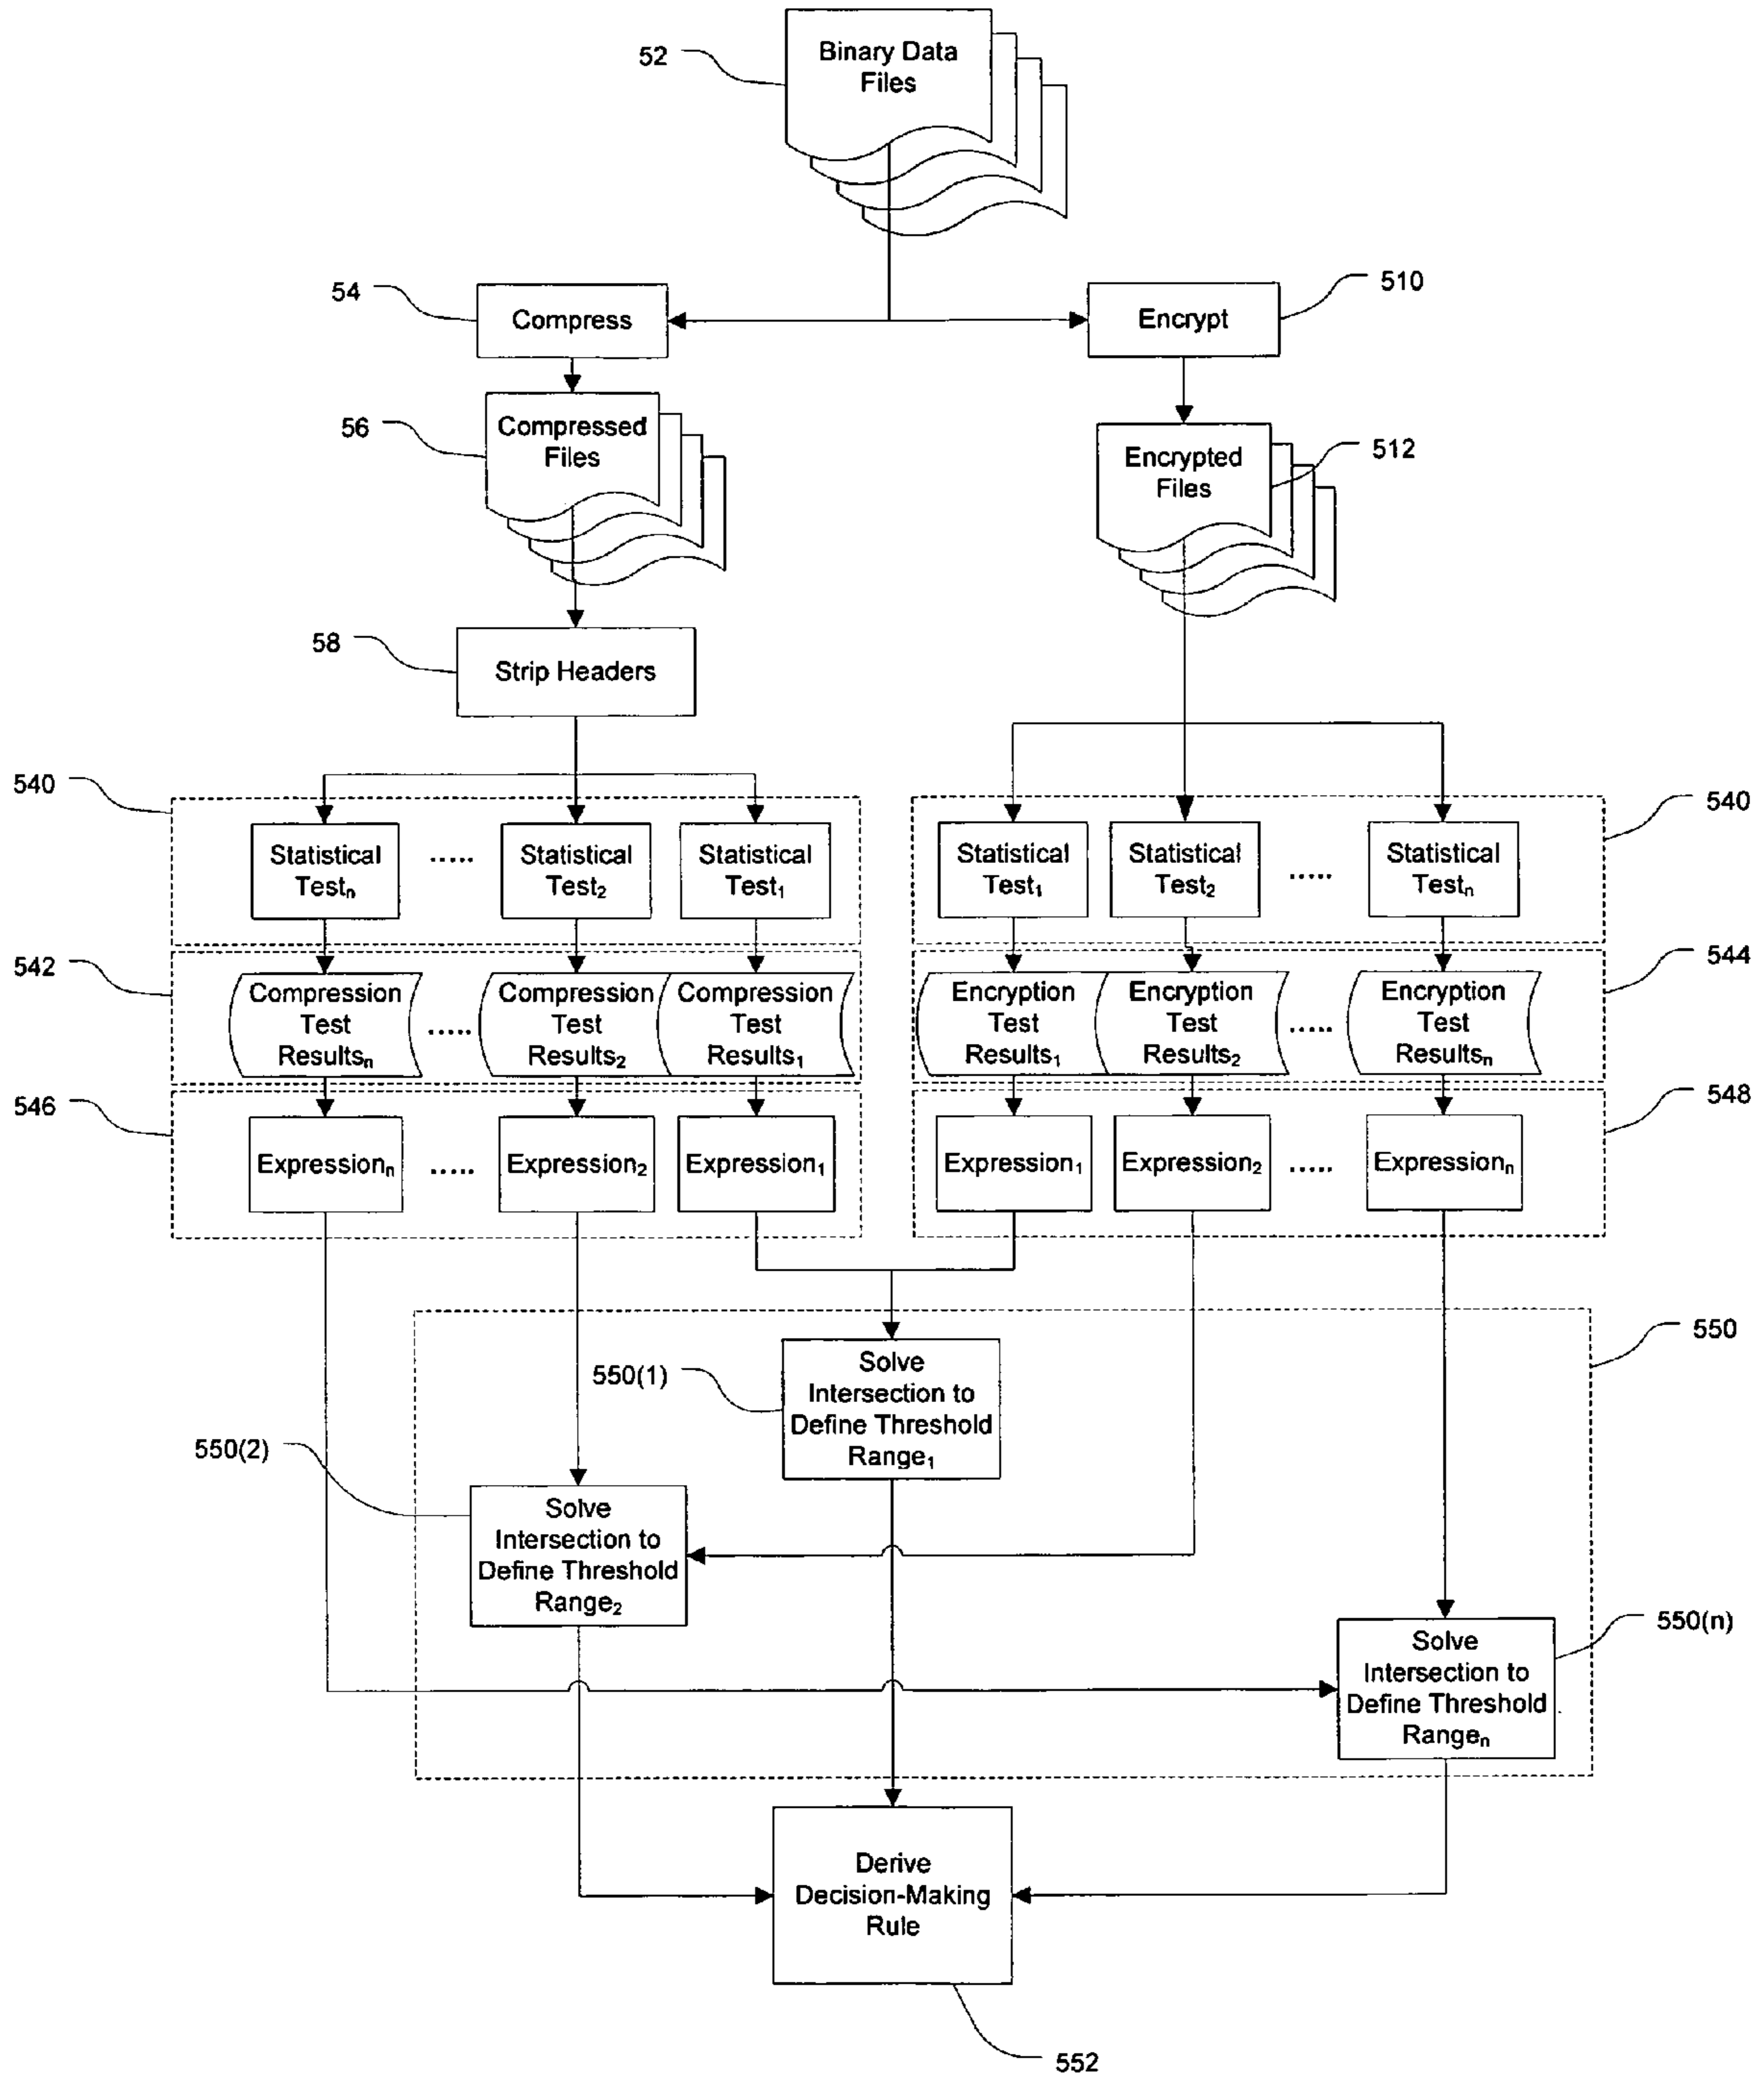 52
Binary Data
Files
54
Compress
510
Encrypt
56
Compressed
Files
Encrypted
Files
512
58
Strip Headers
540
540
Statistical
Testn
.....
Statistical
Test2
Statistical
Test1
Statistical
Test1
Statistical
Test2
.....
Statistical
Testn
542
544
Compression
Test
Resultsn
.....
Compression
Test
Results2
Compression
Test
Results1
Encryption
Test
Results1
Encryption
Test
Results2
.....
Encryption
Test
Resultsn
546
548
Expressionn
.....
Expression2
Expression1
Expression1
Expression2
.....
Expressionn
550
550(1)
Solve
Intersection to
Define Threshold
Range1
550(2)
Solve
Intersection to
Define Threshold
Range2
550(n)
Solve
Intersection to
Define Threshold
Rangen
Derive
Decision-Making
Rule
552